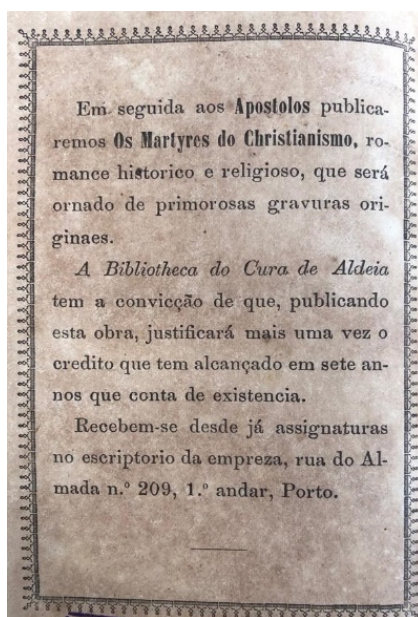 Em seguida aos Apostolos publica-
remos Os Martyres do Christianismo, ro-
mance historico e religioso, que será
ornado de primorosas gravuras ori-
ginaes.
A Bibliotheca do Cura de Aldeia
tem a convicção de que, publicando
esta obra, justificará mais uma vez o
credito que tem alcançado em sete an-
nos que conta de existencia.
Recebem-se desde já assignaturas
no escriptorio da empreza, rua do Al-
mada n.º 209, 1.º andar, Porto.